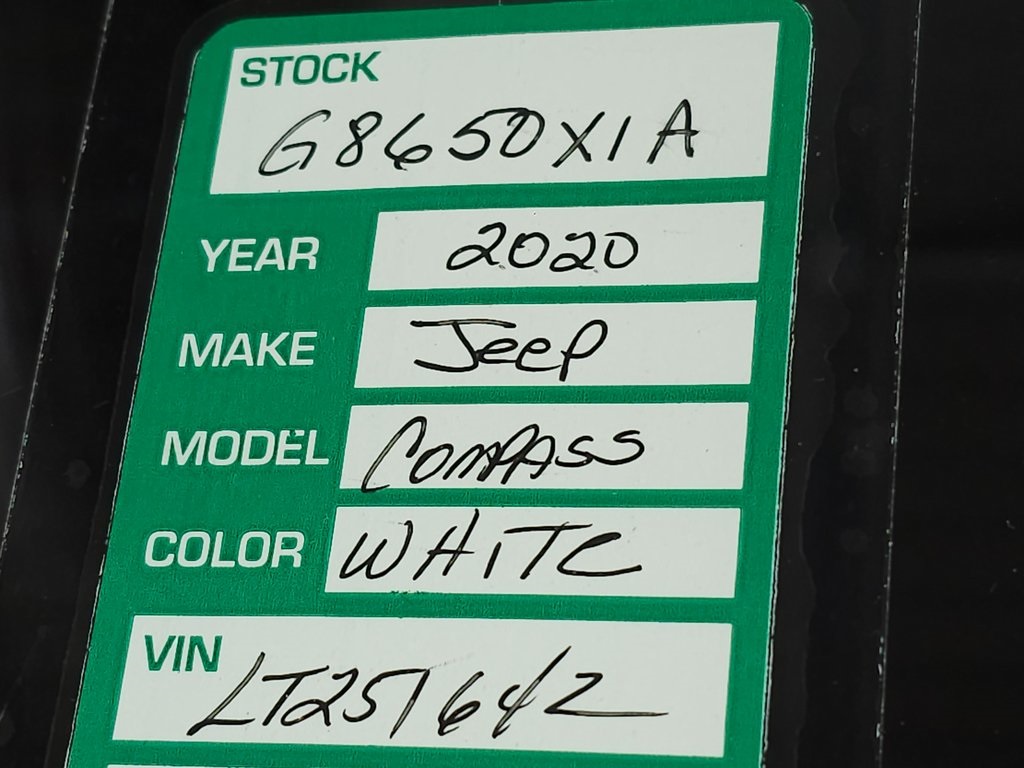 STOCK
G8650X1A
YEAR 2020
MAKE Jeep
MODEL COMPASS
COLOR WHITE
VIN LT251642